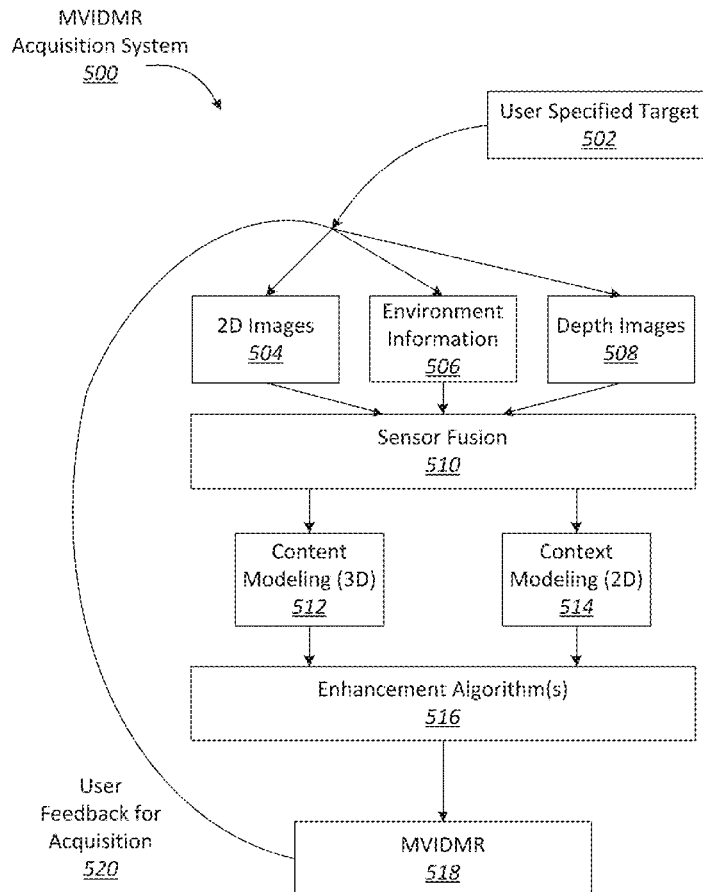 MVIDMR
Acquisition System
500
User Specified Target
502
2D Images
504
Environment
Information
506
Depth Images
508
Sensor Fusion
510
Content
Modeling (3D)
512
Context
Modeling (2D)
514
Enhancement Algorithm(s)
516
User
Feedback for
Acquisition
520
MVIDMR
518